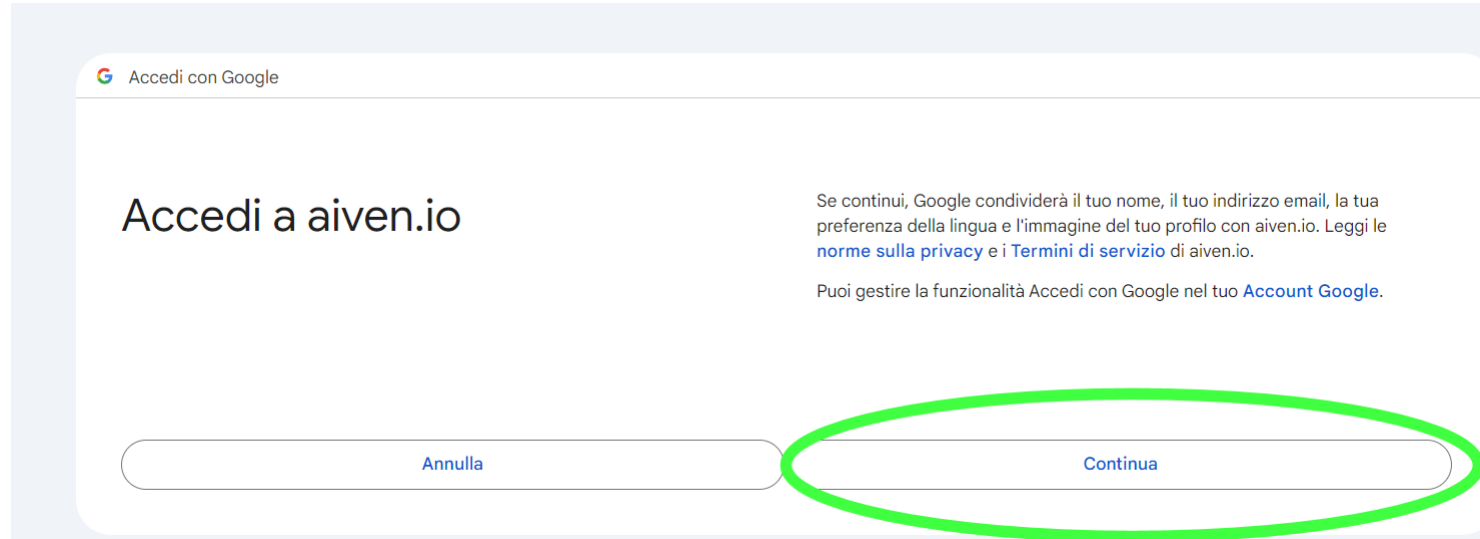 Accedi con Google
Accedi a aiven.io
Se continui, Google condividerà il tuo nome, il tuo indirizzo email, la tua
preferenza della lingua e l'immagine del tuo profilo con aiven.io. Leggi le
norme sulla privacy e i Termini di servizio di aiven.io.
Puoi gestire la funzionalità Accedi con Google nel tuo Account Google.
Annulla
Continua